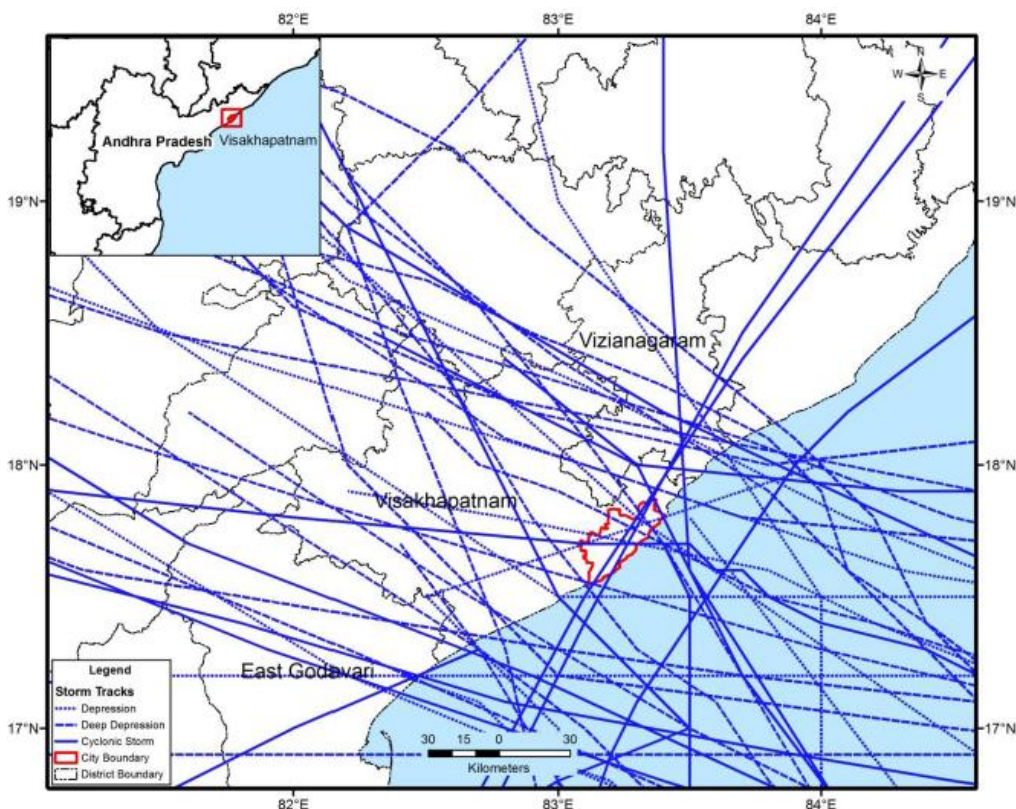 82°E 83°E 84°E
N
W E
S
Andhra Pradesh
Visakhapatnam
19°N 19°N
Vizianagaram
18°N 18°N
Visakhapatnam
East Godavari
Legend
Storm Tracks
Depression
Deep Depression
Cyclonic Storm
City Boundary
District Boundary
17°N 17°N
30 15 0 30
Kilometers
82°E 83°E 84°E